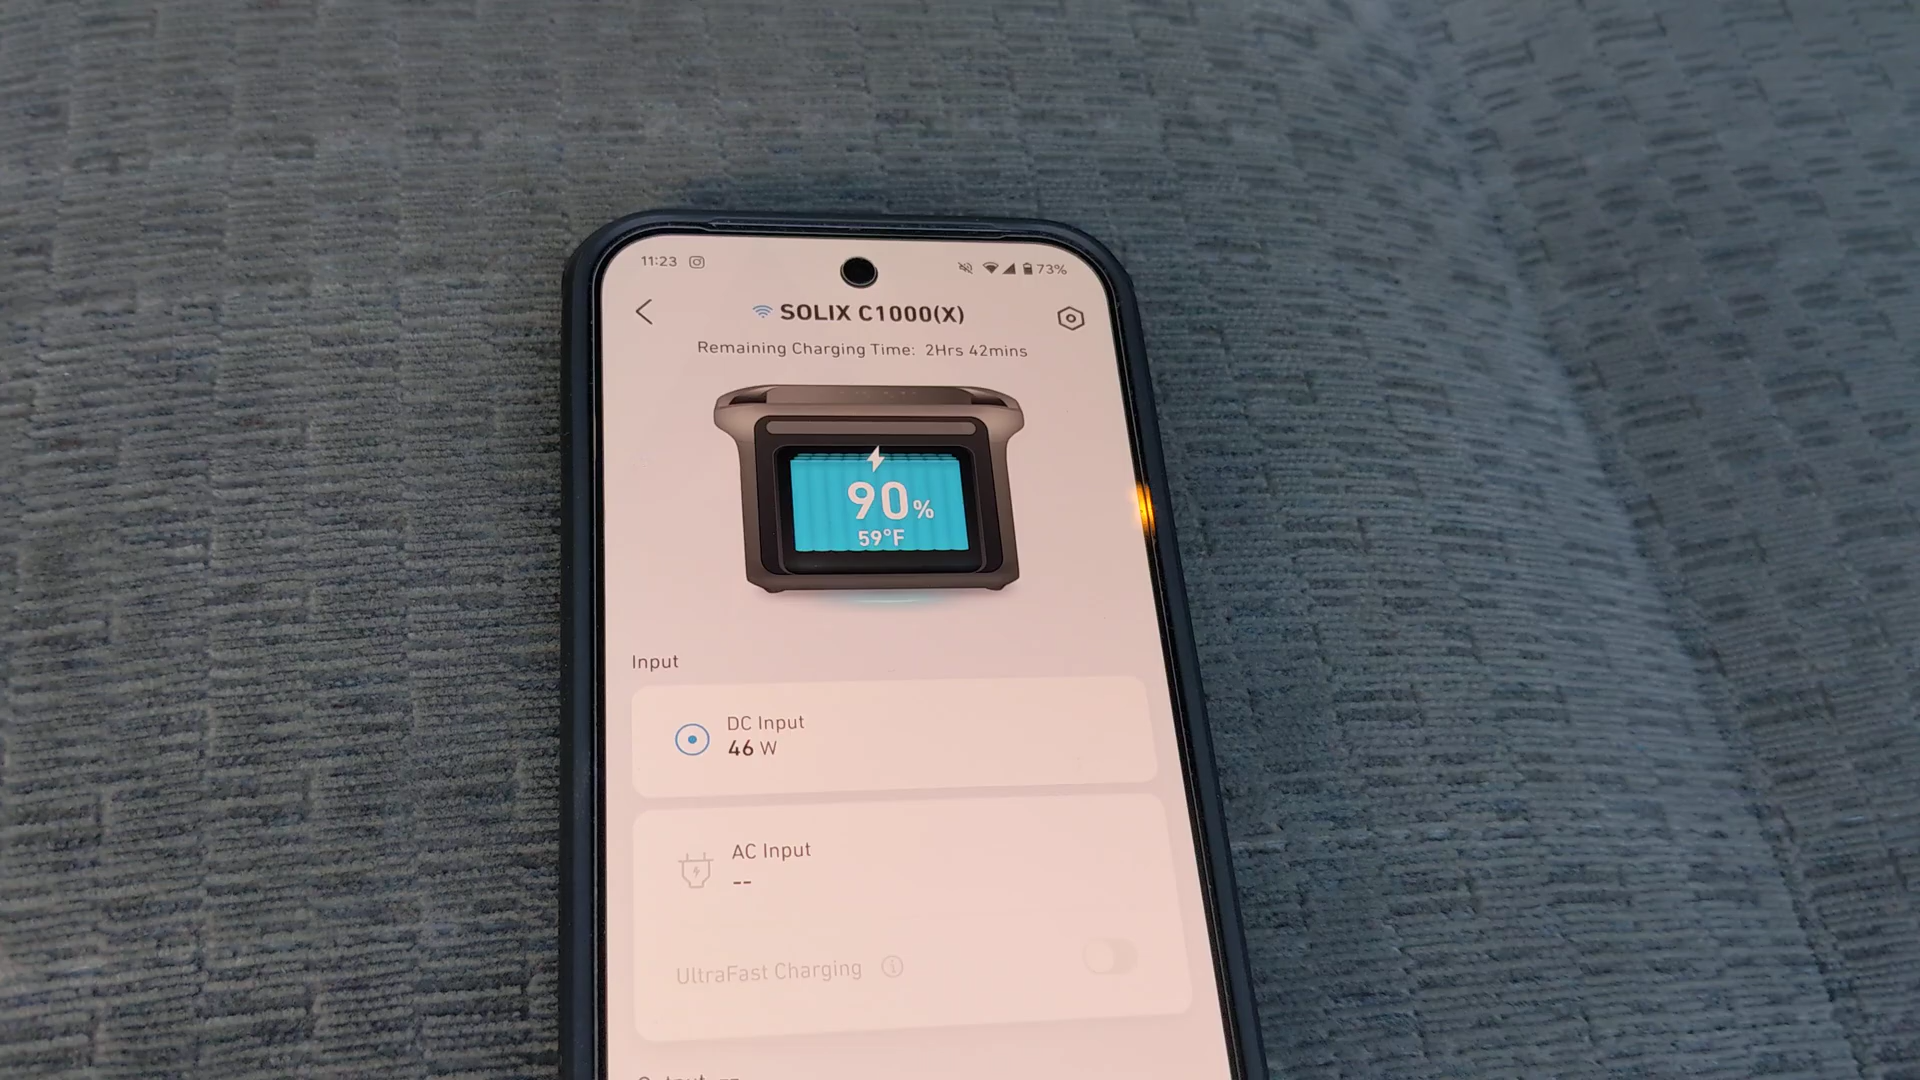 11:23 73%
SOLIX C1000(X)
Remaining Charging Time: 2Hrs 42mins
90%
59°F
Input
DC Input
46 W
AC Input
--
UltraFast Charging